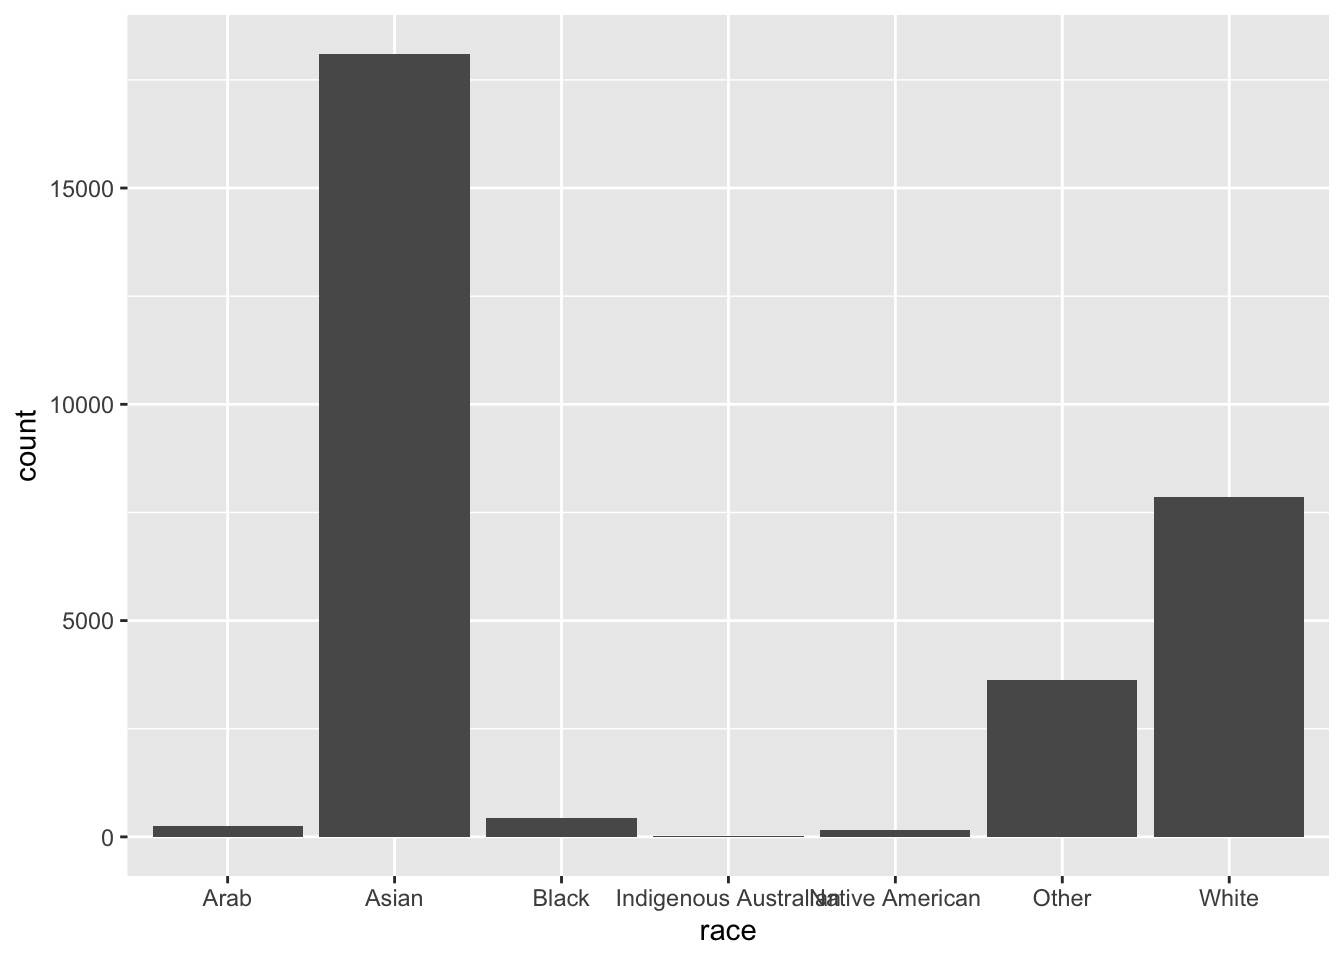 count
15000
10000
5000
0
Arab Asian Black Indigenous Australian Native American Other White
race